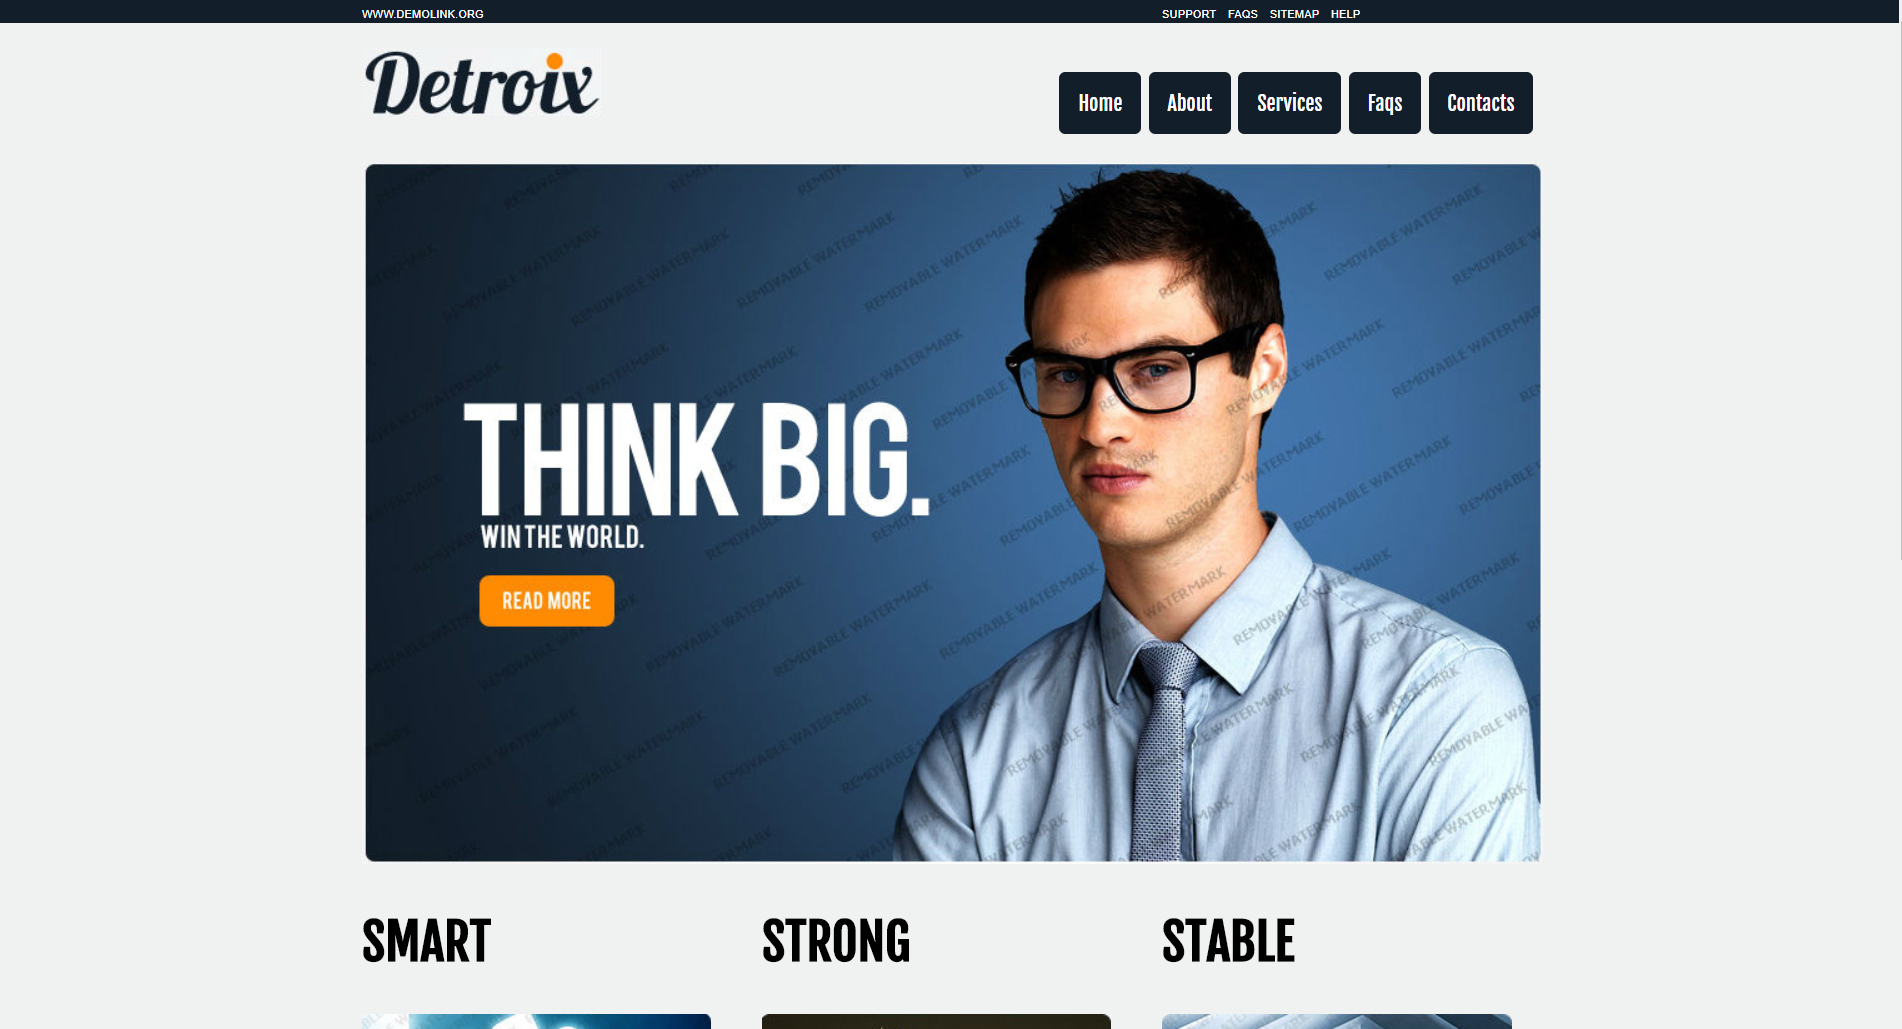 WWW.DEMOLINK.ORG
SUPPORT FAQS SITEMAP HELP
Detroix
Home About Services Faqs Contacts
THINK BIG.
WIN THE WORLD.
READ MORE
REMOVABLE WATERMARK
SMART STRONG STABLE